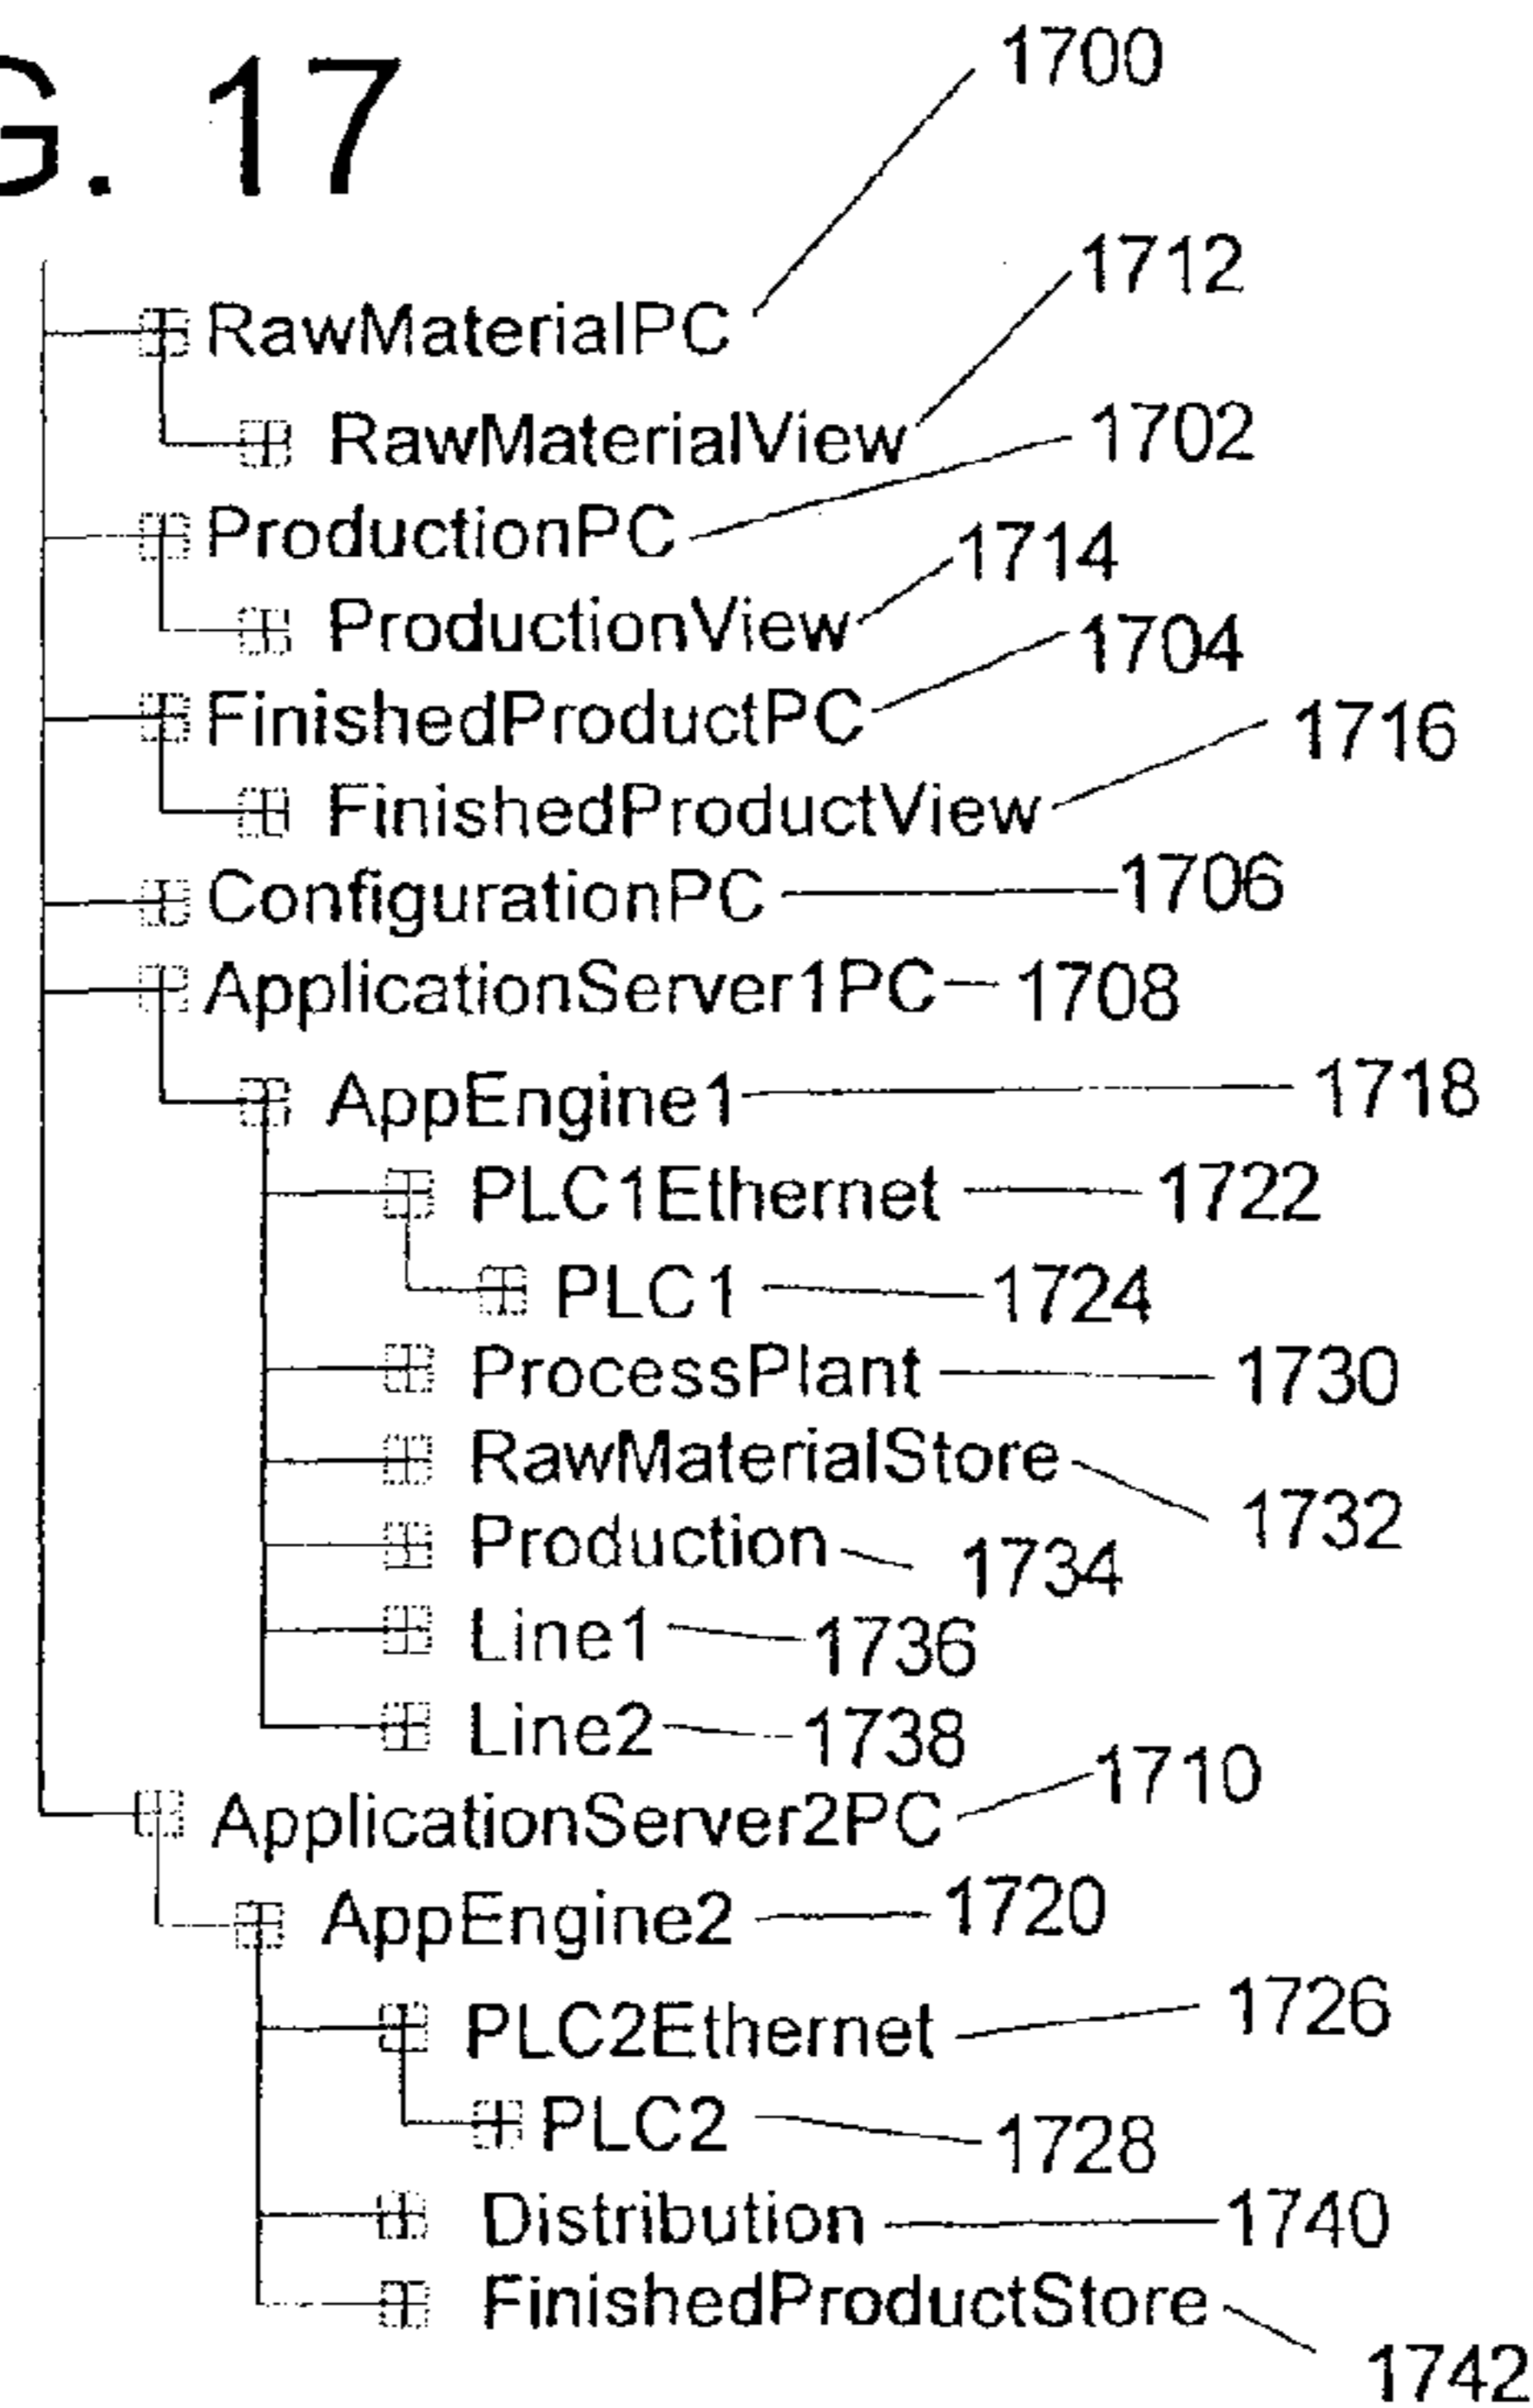 G. 17
1700
1712
RawMaterialPC
RawMaterialView
1702
ProductionPC
1714
ProductionView
1704
FinishedProductPC
1716
FinishedProductView
ConfigurationPC
1706
ApplicationServer1PC
1708
AppEngine1
1718
PLC1Ethernet
1722
PLC1
1724
ProcessPlant
1730
RawMaterialStore
1732
Production
1734
Line1
1736
Line2
1738
ApplicationServer2PC
1710
AppEngine2
1720
PLC2Ethernet
1726
PLC2
1728
Distribution
1740
FinishedProductStore
1742